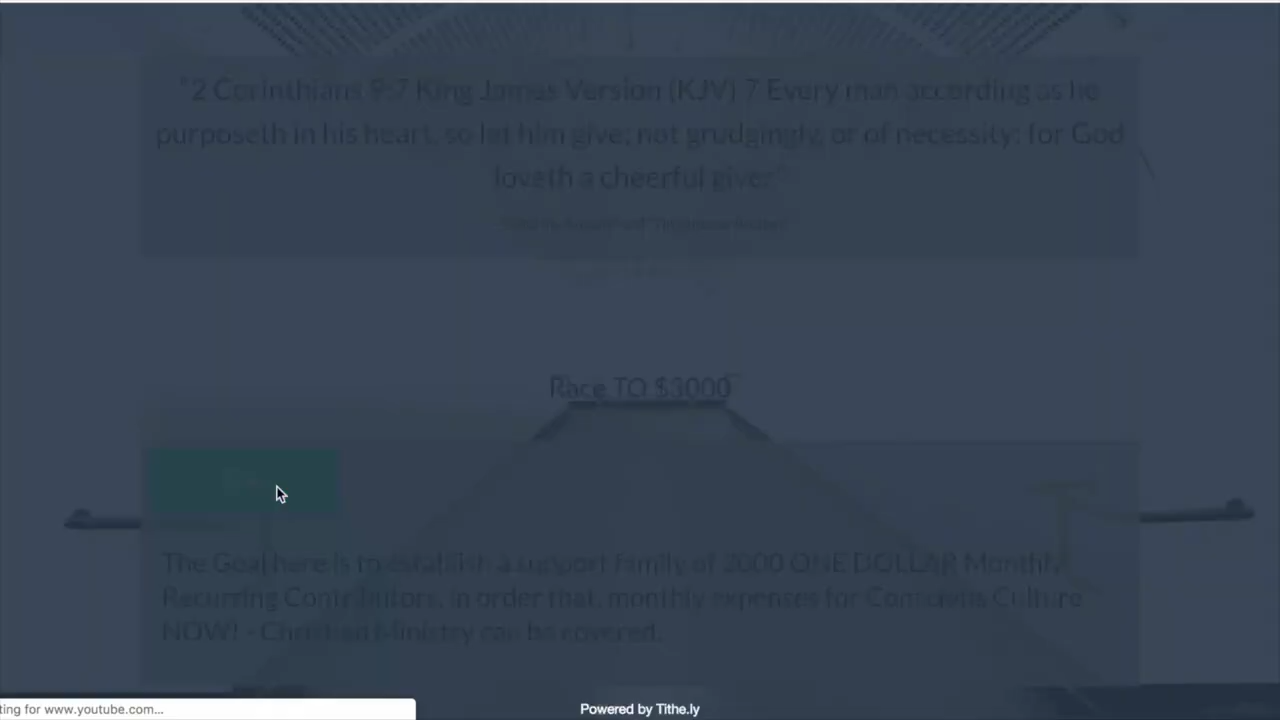 "2 Corinthians 9:7 King James Version (KJV) 7 Every man according as he
purposeth in his heart, so let him give; not grudgingly, or of necessity: for God
loveth a cheerful giver"
Race TO $3000
The Goal here is to establish a support family of 3000 ONE DOLLAR Monthly
Recurring Contributors, in order that, monthly expenses for Conscious Culture
NOW! - Christian Ministry can be covered.
ting for www.youtube.com...
Powered by Tithe.ly